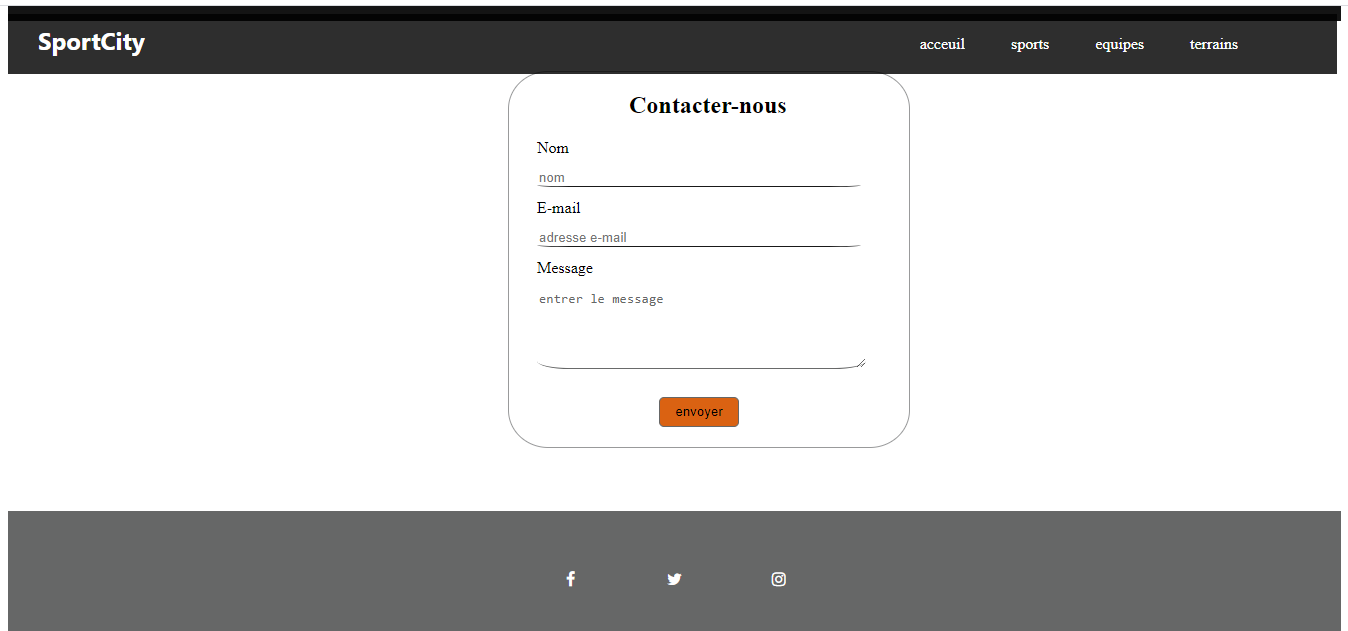 SportCity
acceuil sports equipes terrains
Contacter-nous
Nom
nom
E-mail
adresse e-mail
Message
entrer le message
envoyer